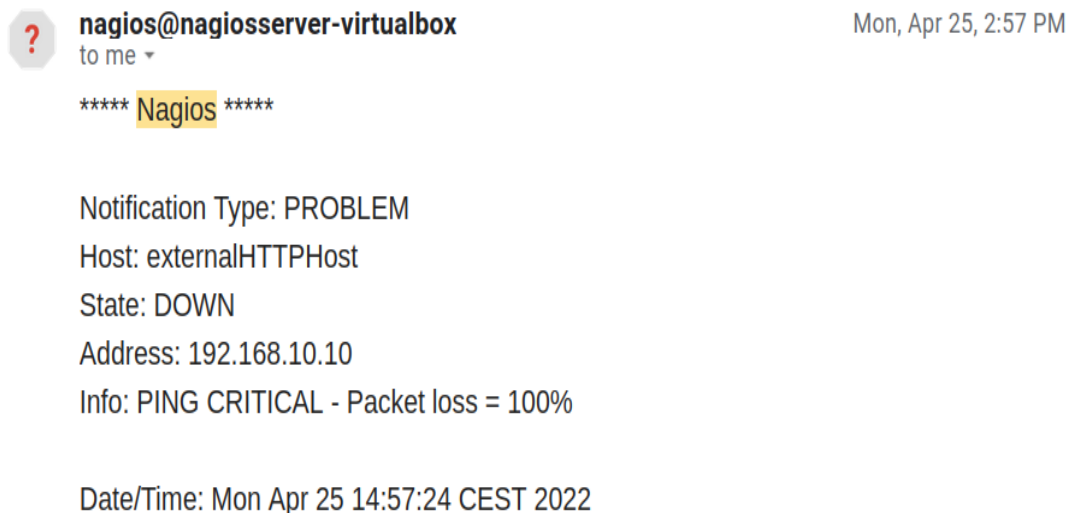 nagios@nagiosserver-virtualbox
Mon, Apr 25, 2:57 PM
to me
***** Nagios *****
Notification Type: PROBLEM
Host: externalHTTPHost
State: DOWN
Address: 192.168.10.10
Info: PING CRITICAL - Packet loss = 100%
Date/Time: Mon Apr 25 14:57:24 CEST 2022